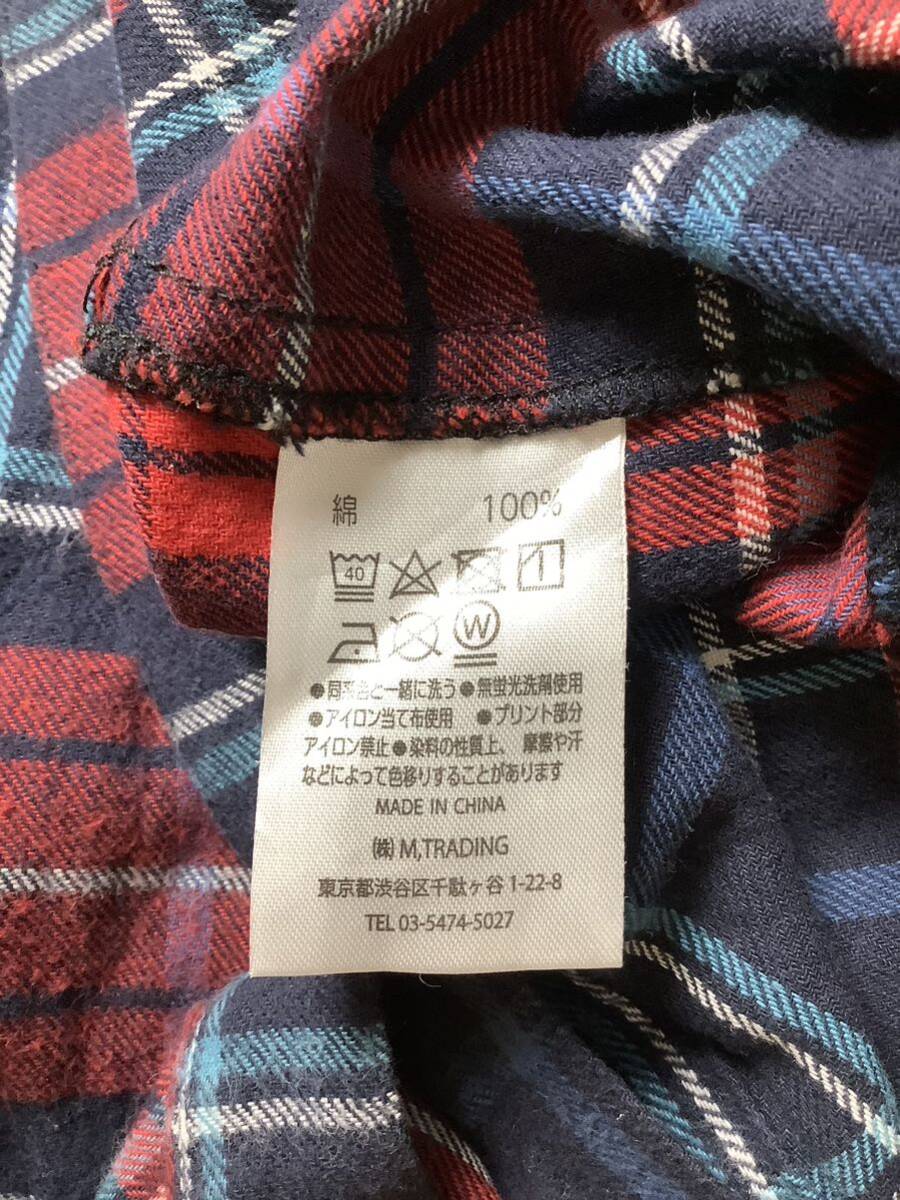 綿 100%
40
W
●同系色と一緒に洗う ●無蛍光洗剤使用
●アイロン当て布使用 ●プリント部分
アイロン禁止 ●染料の性質上、摩擦や汗
などによって色移りすることがあります
MADE IN CHINA
㈱ M,TRADING
東京都渋谷区千駄ヶ谷 1-22-8
TEL 03-5474-5027